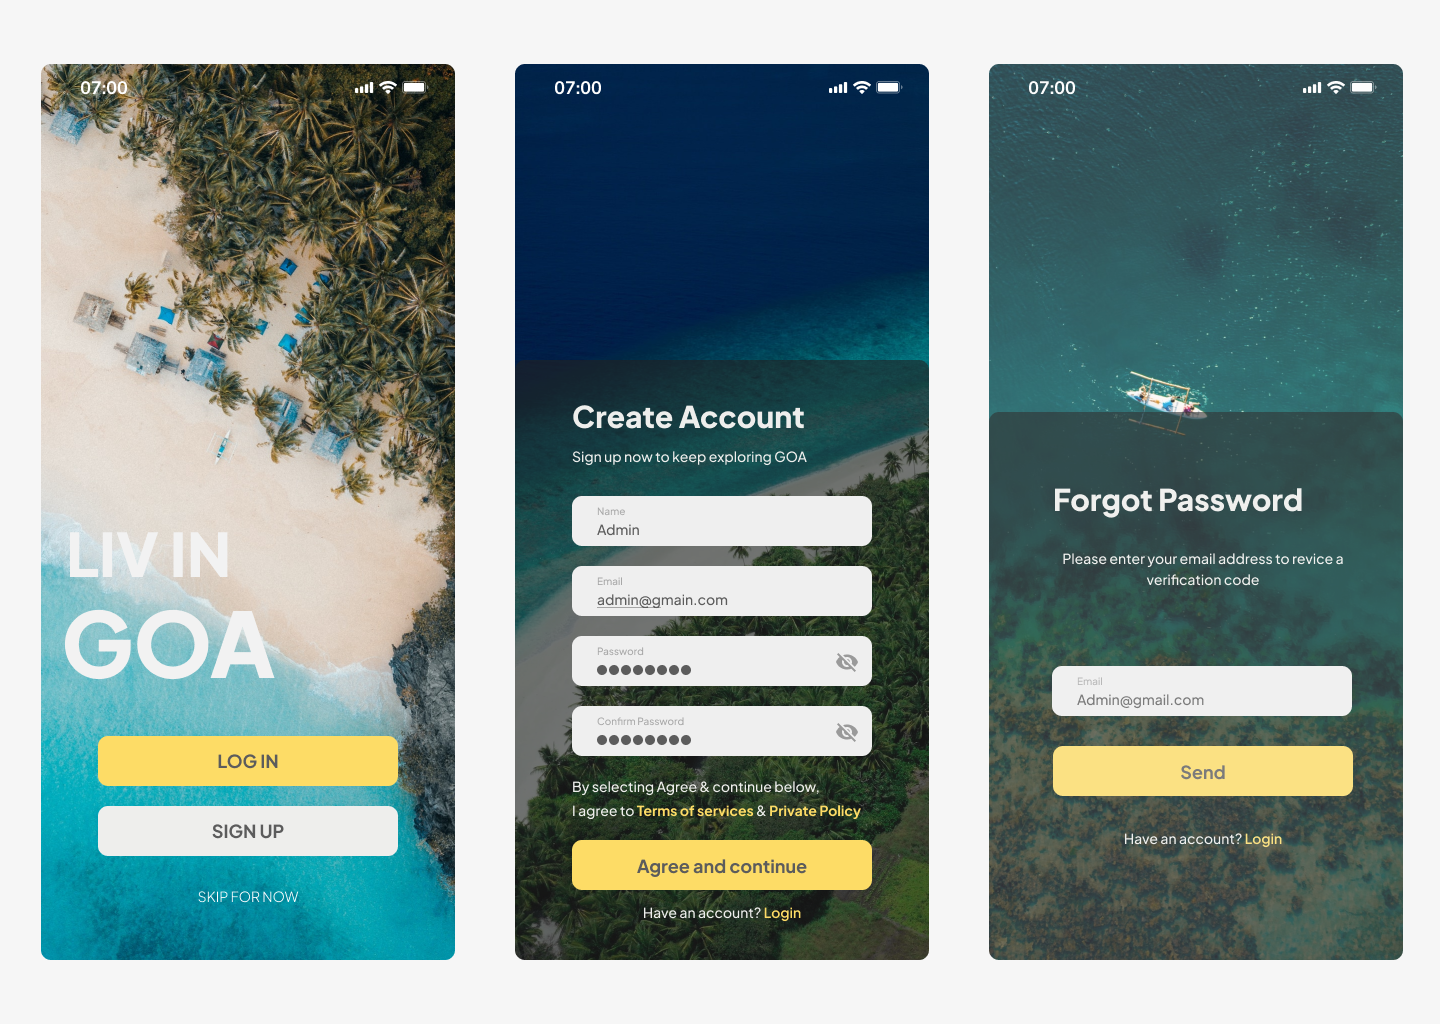 07:00
LIV IN
GOA
LOG IN
SIGN UP
SKIP FOR NOW
07:00
Create Account
Sign up now to keep exploring GOA
Name
Admin
Email
admin@gmain.com
Password
Confirm Password
By selecting Agree & continue below,
I agree to Terms of services & Private Policy
Agree and continue
Have an account? Login
07:00
Forgot Password
Please enter your email address to revice a
verification code
Email
Admin@gmail.com
Send
Have an account? Login